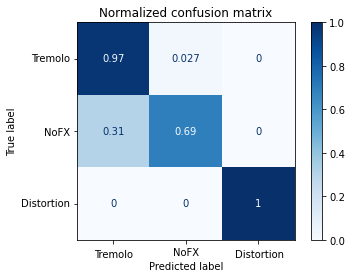 Normalized confusion matrix
True label
Tremolo
0.97 0.027 0
NoFX
0.31 0.69 0
Distortion
0 0 1
Tremolo NoFX Distortion
Predicted label
1.0
0.8
0.6
0.4
0.2
0.0